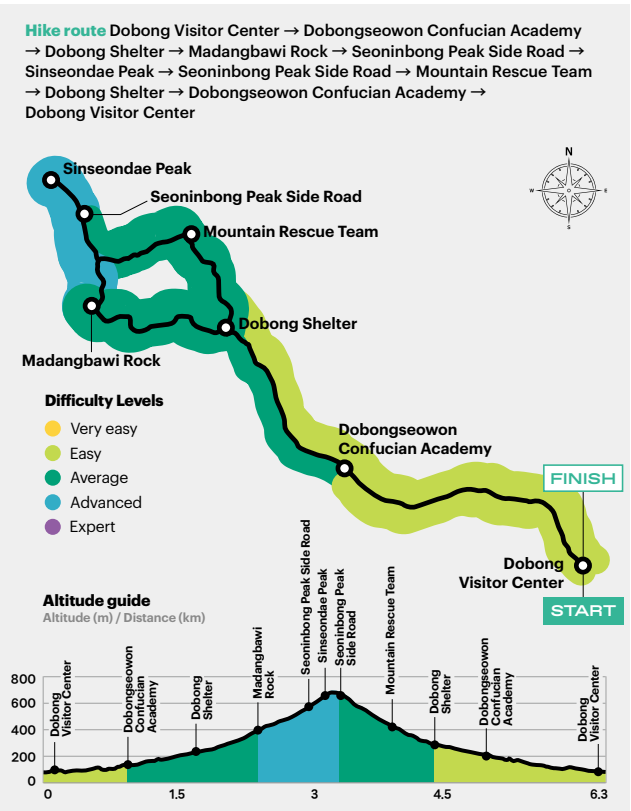 Hike route Dobong Visitor Center → Dobongseowon Confucian Academy
→ Dobong Shelter → Madangbawi Rock → Seoninbong Peak Side Road →
Sinseondae Peak → Seoninbong Peak Side Road → Mountain Rescue Team
→ Dobong Shelter → Dobongseowon Confucian Academy →
Dobong Visitor Center
N
W
E
S
Sinseondae Peak
Seoninbong Peak Side Road
Mountain Rescue Team
Dobong Shelter
Madangbawi Rock
Difficulty Levels
Very easy
Easy
Average
Advanced
Expert
Dobongseowon
Confucian Academy
FINISH
Dobong
Visitor Center
START
Altitude guide
Altitude (m) / Distance (km)
800
600
400
200
0
Dobong
Visitor Center
Dobongseowon
Confucian
Academy
Dobong
Shelter
Madangbawi
Rock
Seoninbong Peak Side Road
Sinseondae Peak
Seoninbong Peak
Side Road
Mountain Rescue Team
Dobong
Shelter
Dobongseowon
Confucian
Academy
Dobong
Visitor Center
0
1.5
3
4.5
6.3